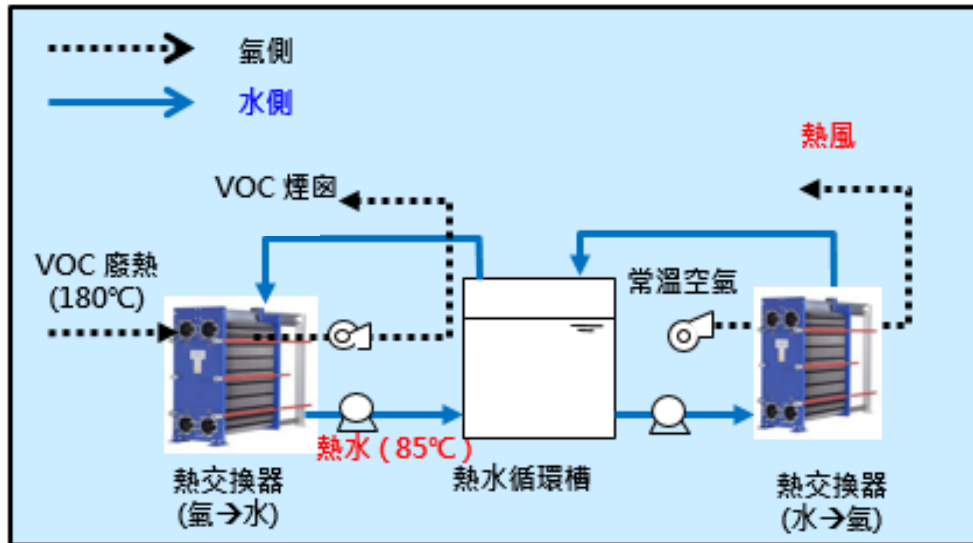 氣側
水側
熱風
VOC 煙囪
VOC 廢熱
(180℃)
常溫空氣
熱水 ( 85℃ )
熱交換器
(氣→水)
熱水循環槽
熱交換器
(水→氣)